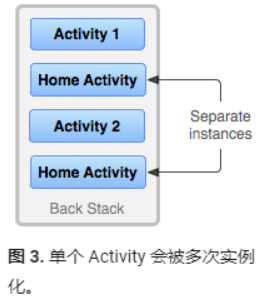 Activity 1
Home Activity
Activity 2
Home Activity
Separate
instances
Back Stack
图 3. 单个 Activity 会被多次实例
化。